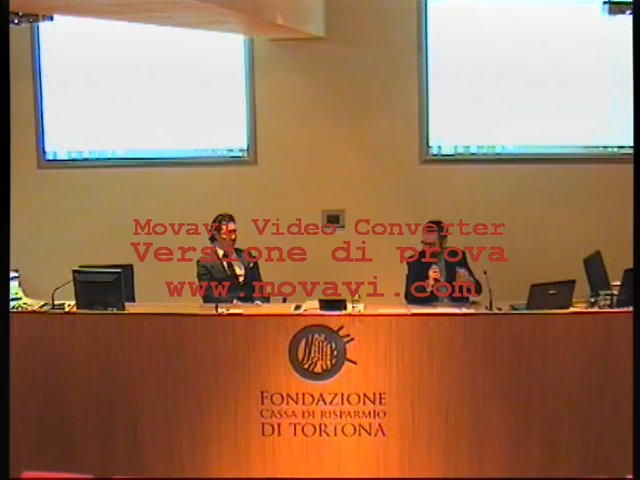 Movavi Video Converter
Versione di prova
www.movavi.com
FONDAZIONE
CASSA DI RISPARMIO
DI TORTONA